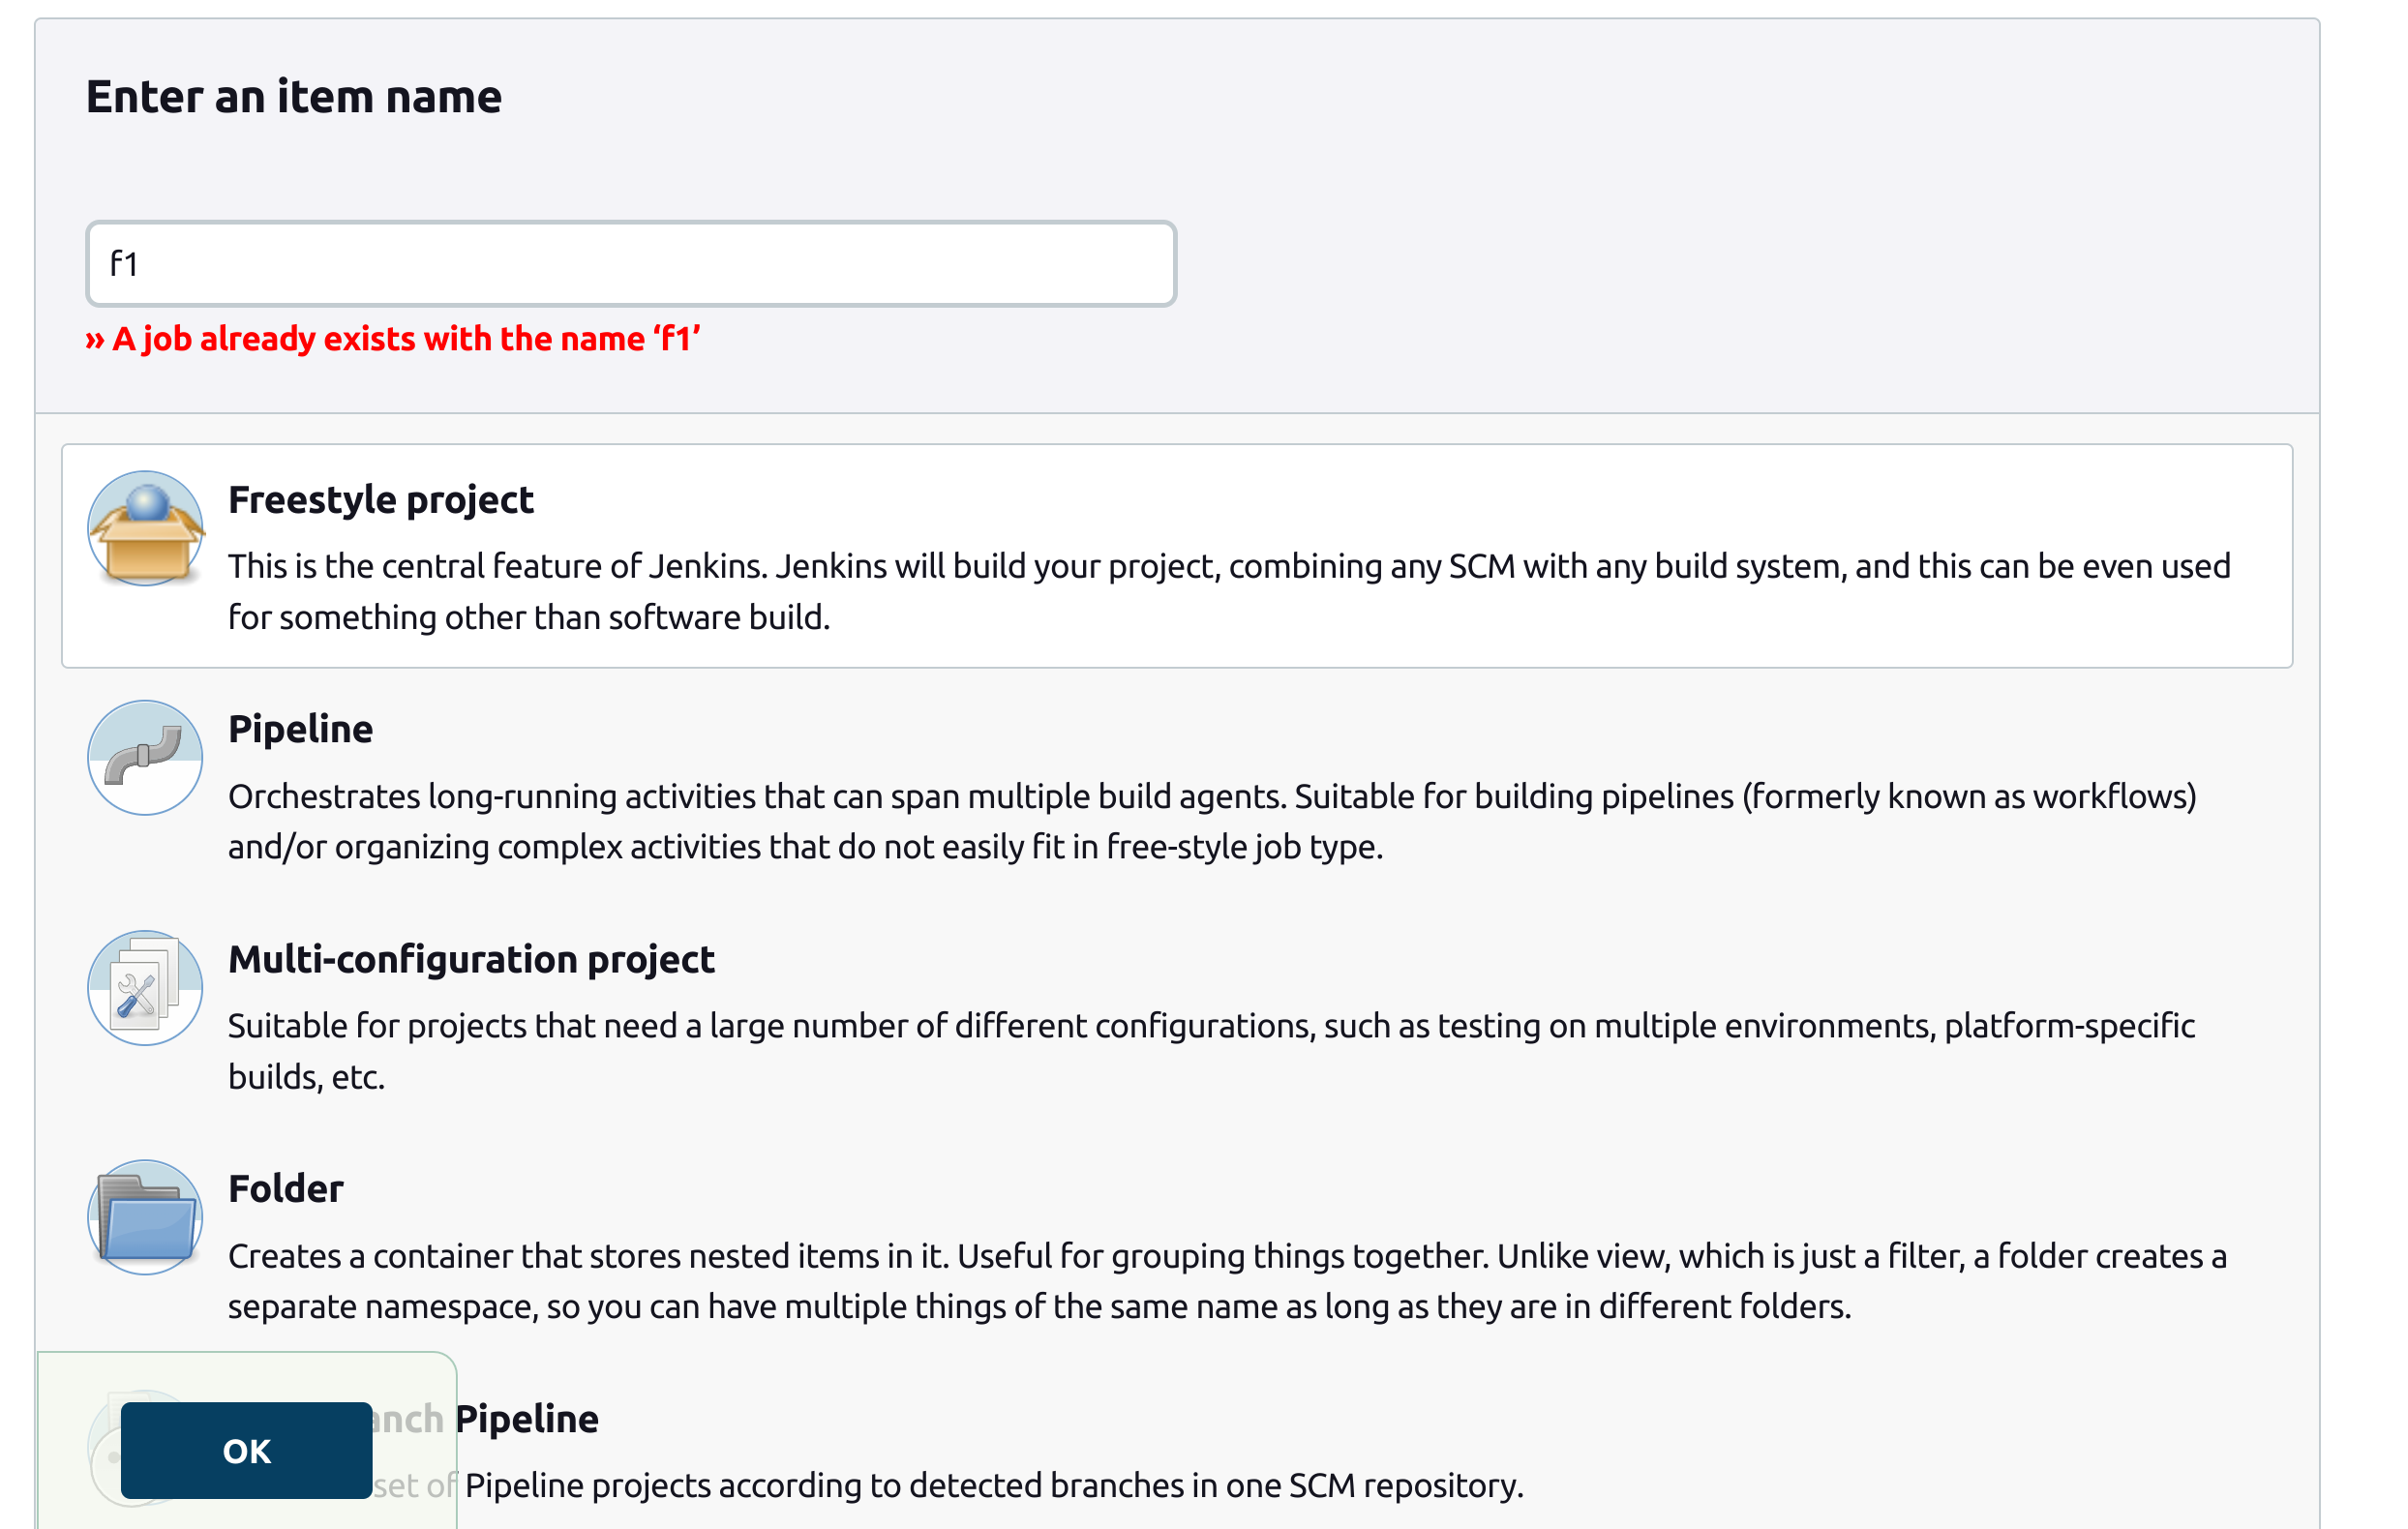 Enter an item name
f1
» A job already exists with the name ‘f1’
Freestyle project
This is the central feature of Jenkins. Jenkins will build your project, combining any SCM with any build system, and this can be even used
for something other than software build.
Pipeline
Orchestrates long-running activities that can span multiple build agents. Suitable for building pipelines (formerly known as workflows)
and/or organizing complex activities that do not easily fit in free-style job type.
Multi-configuration project
Suitable for projects that need a large number of different configurations, such as testing on multiple environments, platform-specific
builds, etc.
Folder
Creates a container that stores nested items in it. Useful for grouping things together. Unlike view, which is just a filter, a folder creates a
separate namespace, so you can have multiple things of the same name as long as they are in different folders.
Pipeline
OK
set of Pipeline projects according to detected branches in one SCM repository.